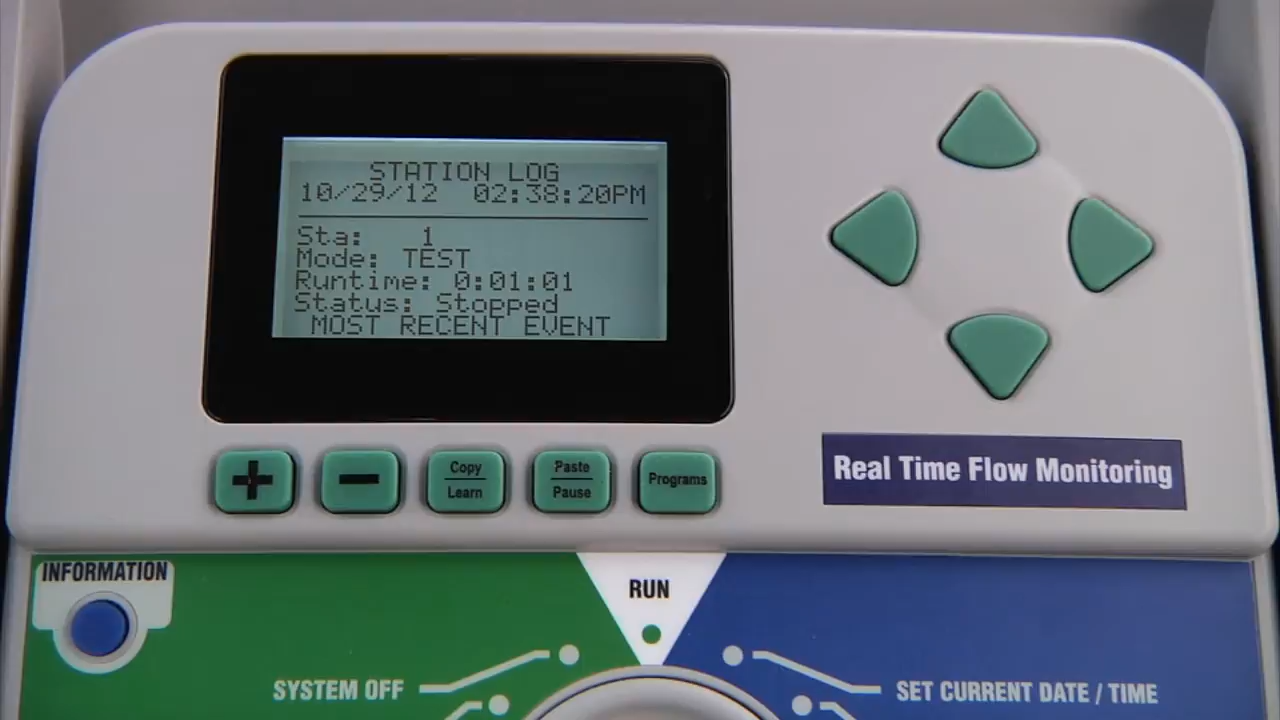 STATION LOG
10/29/12 02:38:20PM
Sta: 1
Mode: TEST
Runtime: 0:01:01
Status: Stopped
MOST RECENT EVENT
+
−
Copy
Learn
Paste
Pause
Programs
Real Time Flow Monitoring
INFORMATION
RUN
SYSTEM OFF
SET CURRENT DATE / TIME